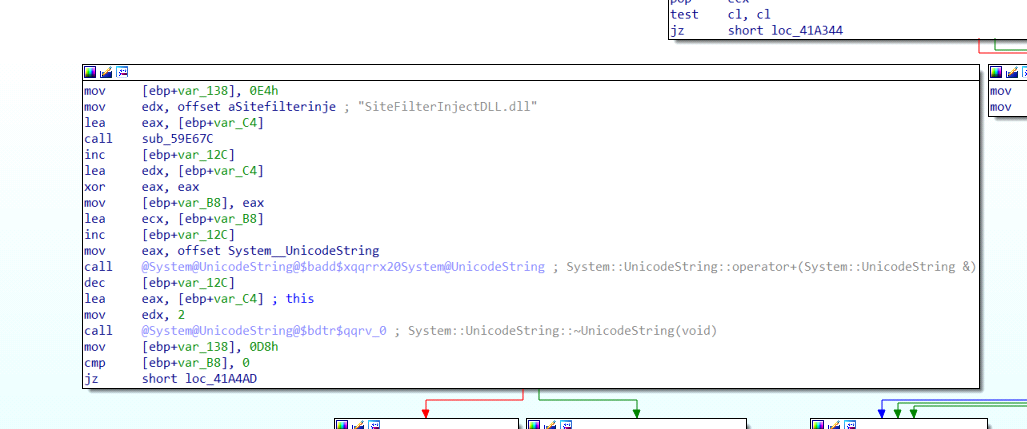 pop ecx
test cl, cl
jz short loc_41A344
mov [ebp+var_138], 0E4h
mov edx, offset aSitefilterinje ; "SiteFilterInjectDLL.dll"
lea eax, [ebp+var_C4]
call sub_59E67C
inc [ebp+var_12C]
lea edx, [ebp+var_C4]
xor eax, eax
mov [ebp+var_B8], eax
lea ecx, [ebp+var_B8]
inc [ebp+var_12C]
mov eax, offset System__UnicodeString
call @System@UnicodeString@$badd$xqqrrx20System@UnicodeString ; System::UnicodeString::operator+(System::UnicodeString &)
dec [ebp+var_12C]
lea eax, [ebp+var_C4] ; this
mov edx, 2
call @System@UnicodeString@$bdtr$qqrv_0 ; System::UnicodeString::~UnicodeString(void)
mov [ebp+var_138], 0D8h
cmp [ebp+var_B8], 0
jz short loc_41A4AD
mov
mov